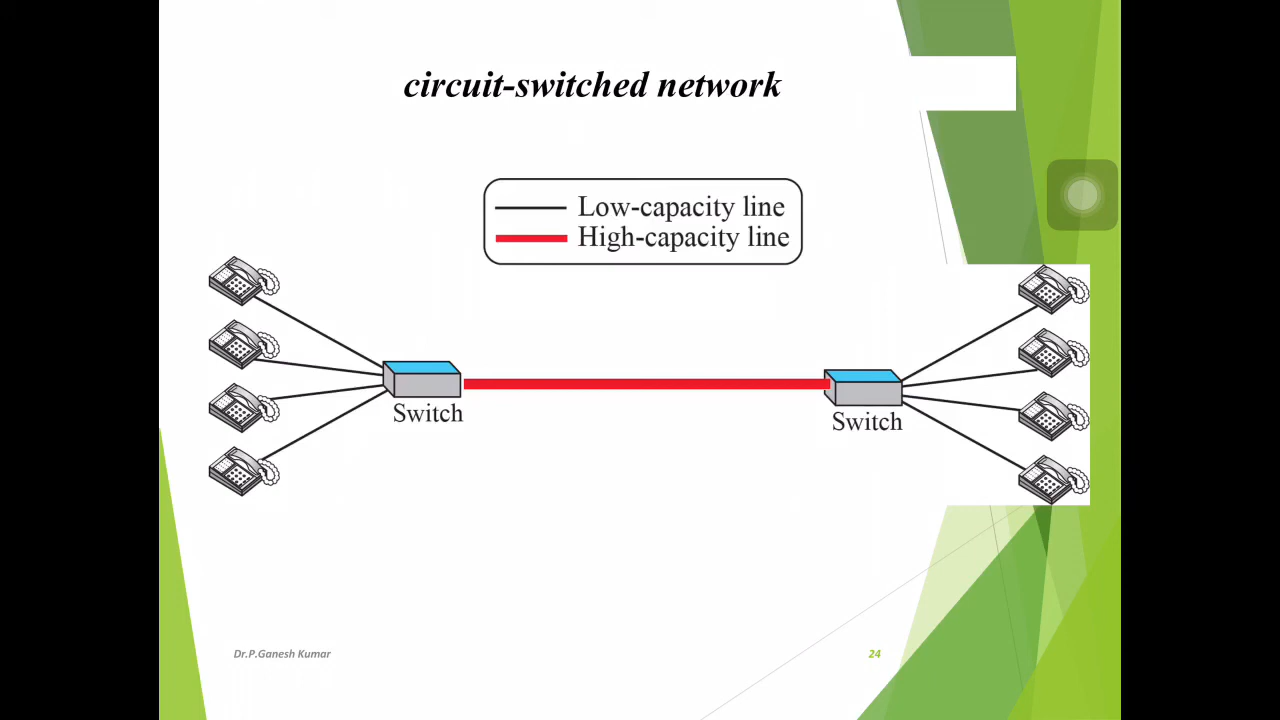 circuit-switched network
Low-capacity line
High-capacity line
Switch
Switch
Dr.P.Ganesh Kumar
24